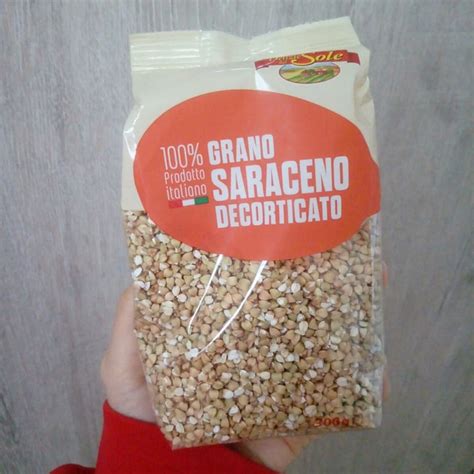 Sole
100%
Prodotto
italiano
GRANO
SARACENO
DECORTICATO